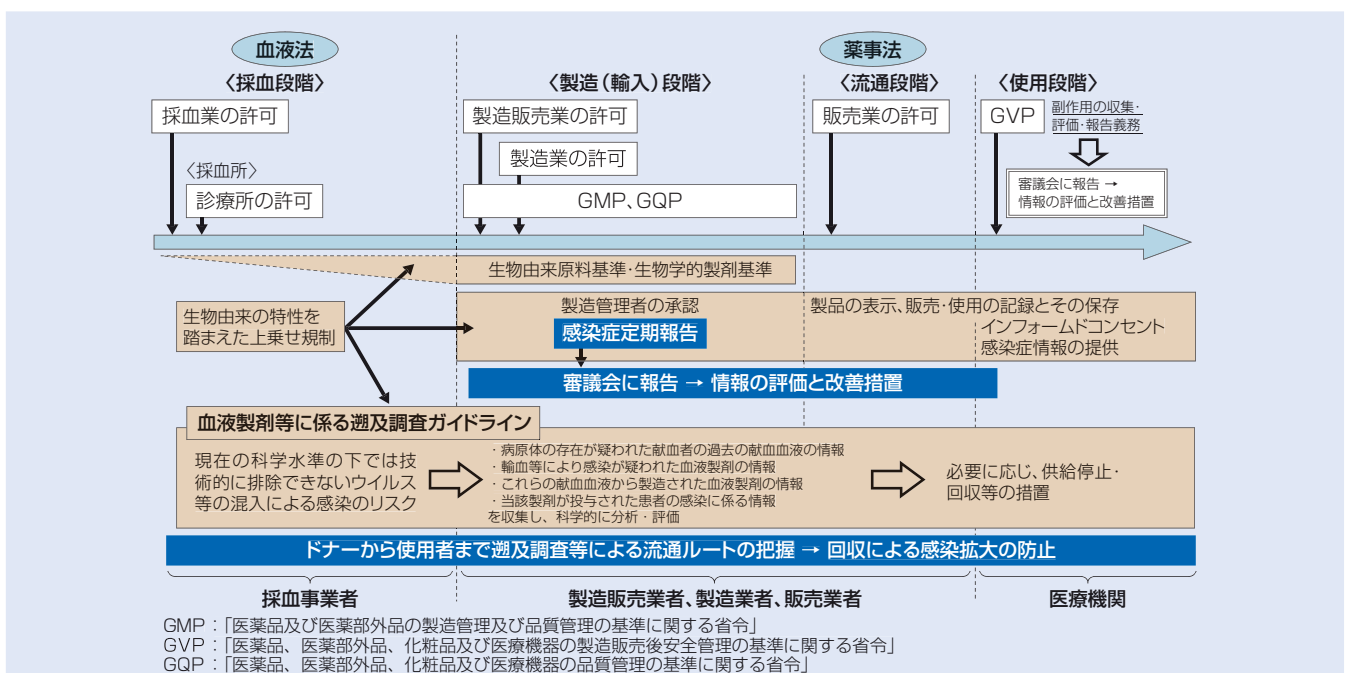 血液法
薬事法
〈採血段階〉
〈製造（輸入）段階〉
〈流通段階〉
〈使用段階〉
採血業の許可
製造販売業の許可
販売業の許可
GVP
副作用の収集・
評価・報告義務
製造業の許可
〈採血所〉
診療所の許可
GMP、GQP
審議会に報告 →
情報の評価と改善措置
生物由来原料基準・生物学的製剤基準
生物由来の特性を
踏まえた上乗せ規制
製造管理者の承認
製品の表示、販売・使用の記録とその保存
インフォームドコンセント
感染症情報の提供
感染症定期報告
審議会に報告 → 情報の評価と改善措置
血液製剤等に係る遡及調査ガイドライン
現在の科学水準の下では技
術的に排除できないウイルス
等の混入による感染のリスク
・病原体の存在が疑われた献血者の過去の献血血液の情報
・輸血等により感染が疑われた血液製剤の情報
・これらの献血血液から製造された血液製剤の情報
・当該製剤が投与された患者の感染に係る情報
を収集し、科学的に分析・評価
必要に応じ、供給停止・
回収等の措置
ドナーから使用者まで遡及調査等による流通ルートの把握 → 回収による感染拡大の防止
採血事業者
製造販売業者、製造業者、販売業者
医療機関
GMP：「医薬品及び医薬部外品の製造管理及び品質管理の基準に関する省令」
GVP：「医薬品、医薬部外品、化粧品及び医療機器の製造販売後安全管理の基準に関する省令」
GQP：「医薬品、医薬部外品、化粧品及び医療機器の品質管理の基準に関する省令」